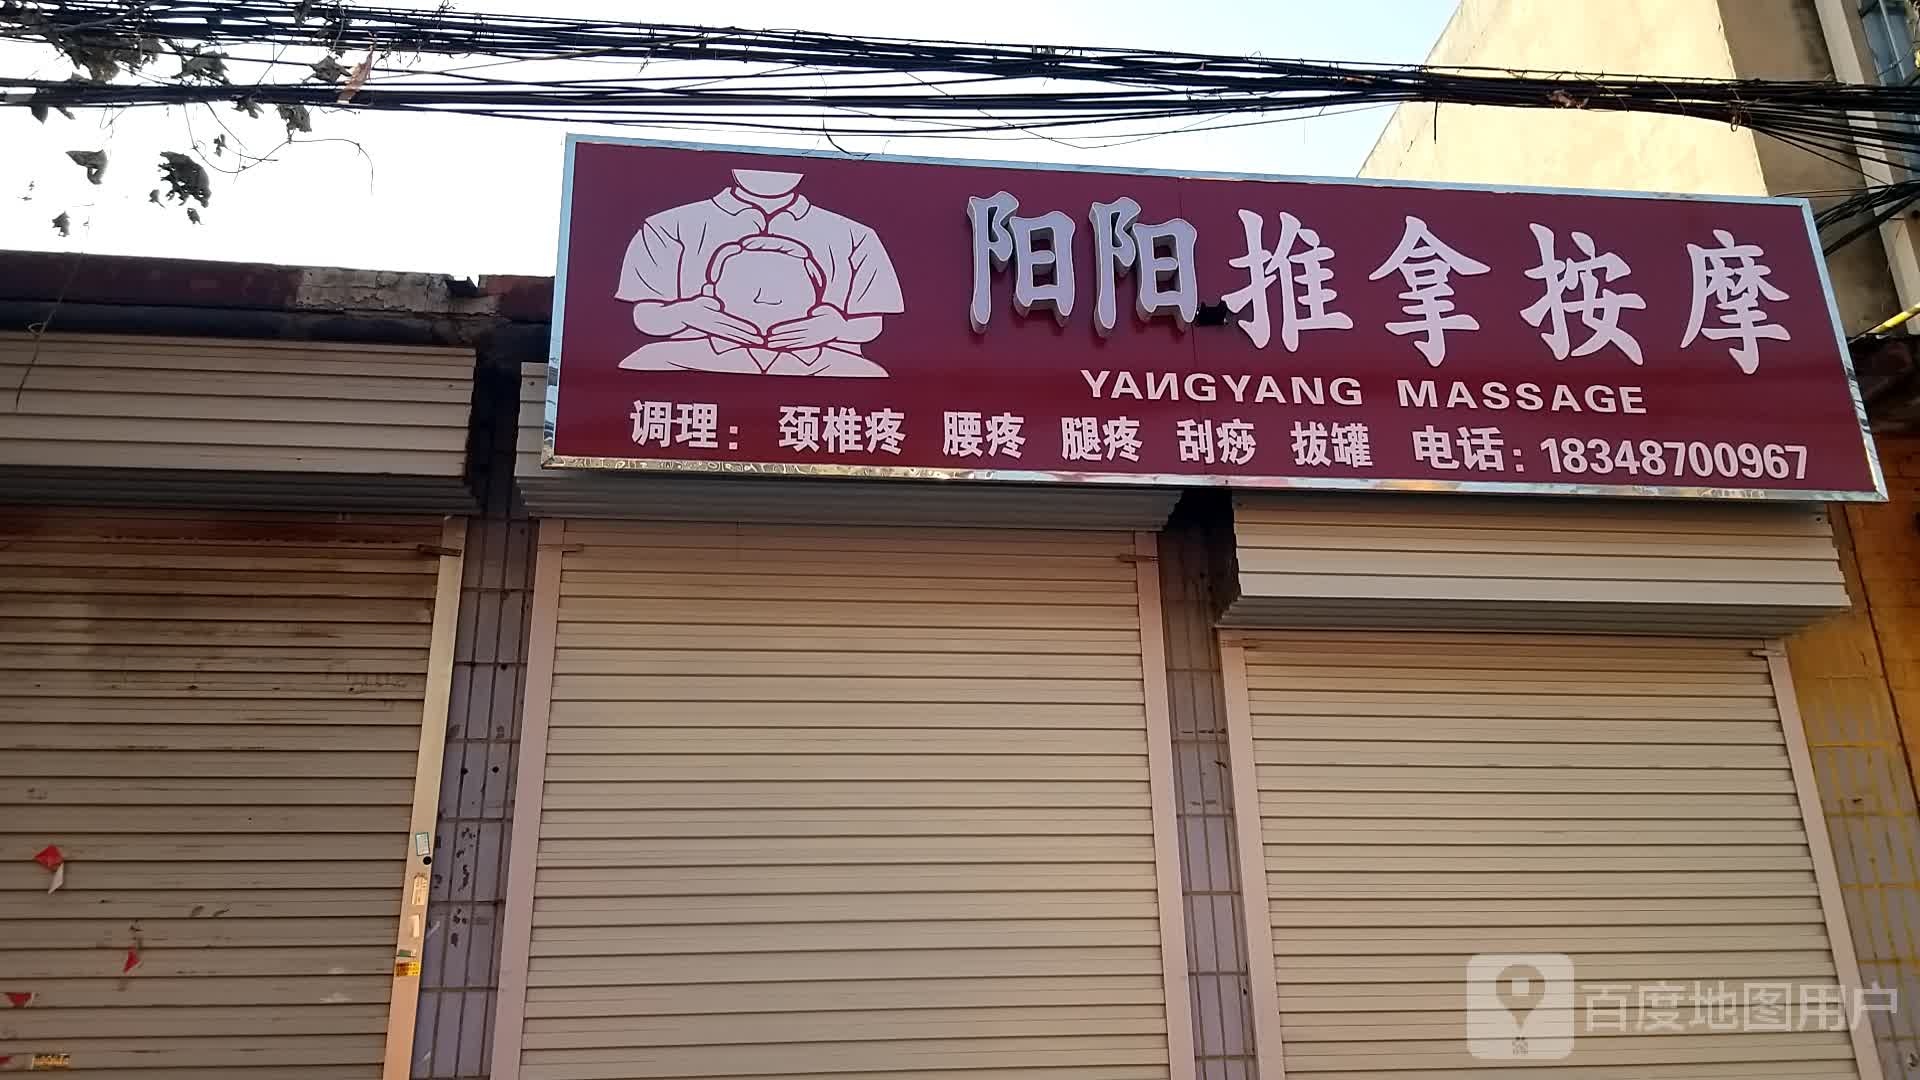 阳阳推拿按摩
YANGYANG MASSAGE
调理：颈椎疼 腰疼 腿疼 刮痧 拔罐 电话：18348700967
百度地图用户